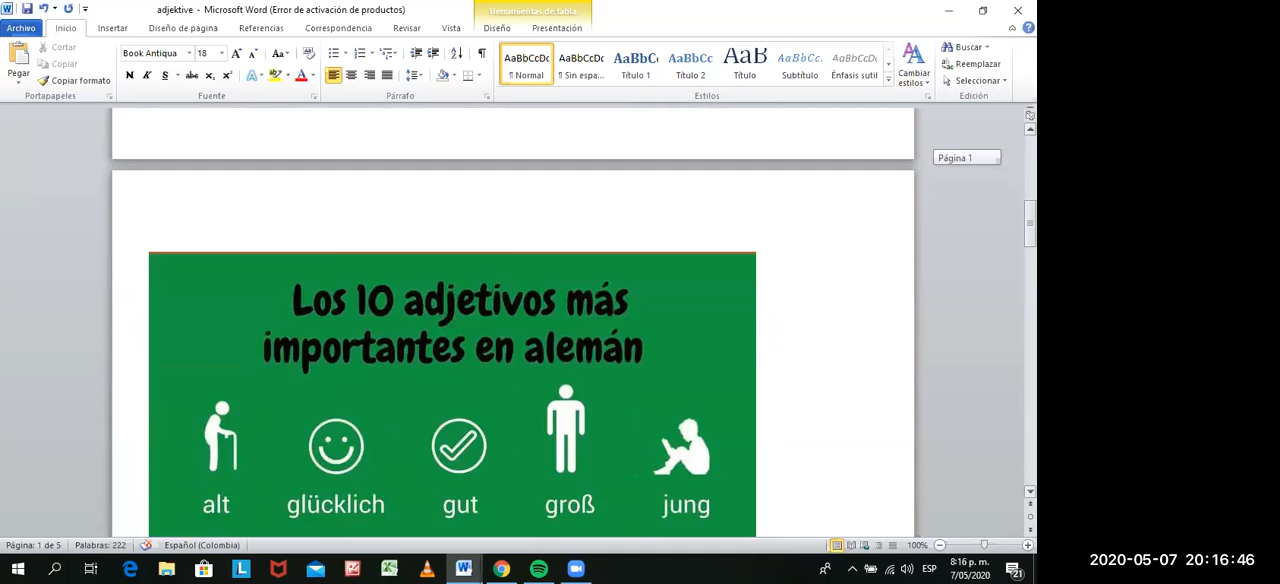 adjektive - Microsoft Word (Error de activación de productos)
Herramientas de tabla
Archivo Inicio Insertar Diseño de página Referencias Correspondencia Revisar Vista Diseño Presentación
Pegar
Cortar
Copiar
Copiar formato
Portapapeles
Book Antiqua 18
Fuente
Párrafo
AaBbCcDc AaBbCcDc AaBbC AaBbCc AaB AaBbCc. AaBbCcDc
¶ Normal ¶ Sin espa... Título 1 Título 2 Título Subtítulo Énfasis sutil
Cambiar
estilos
Estilos
Buscar
Reemplazar
Seleccionar
Edición
Página 1
Los 10 adjetivos más
importantes en alemán
alt glücklich gut groß jung
Página: 1 de 5 Palabras: 222 Español (Colombia) 100%
ESP
8:16 p. m.
7/05/2020
21
2020-05-07 20:16:46